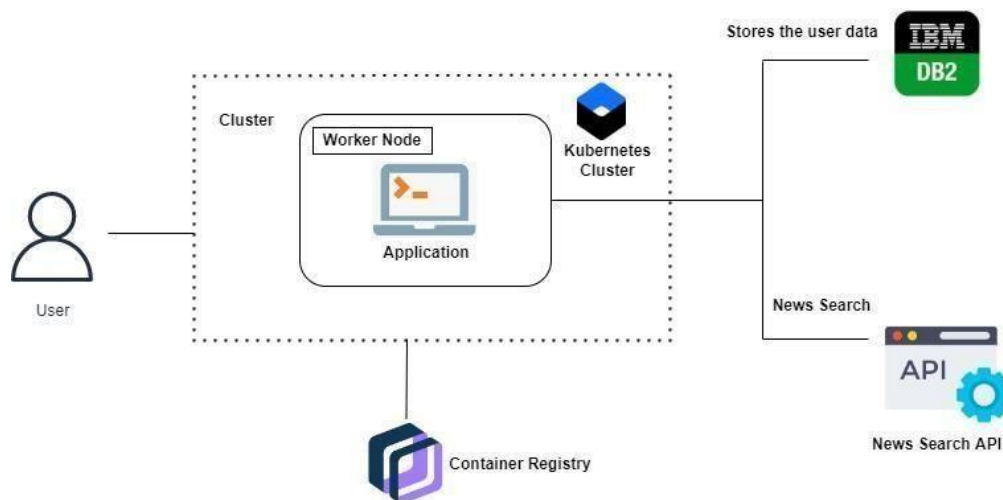 Stores the user data
IBM
DB2
Cluster
Worker Node
Kubernetes
Cluster
Application
User
News Search
API
Container Registry
News Search API